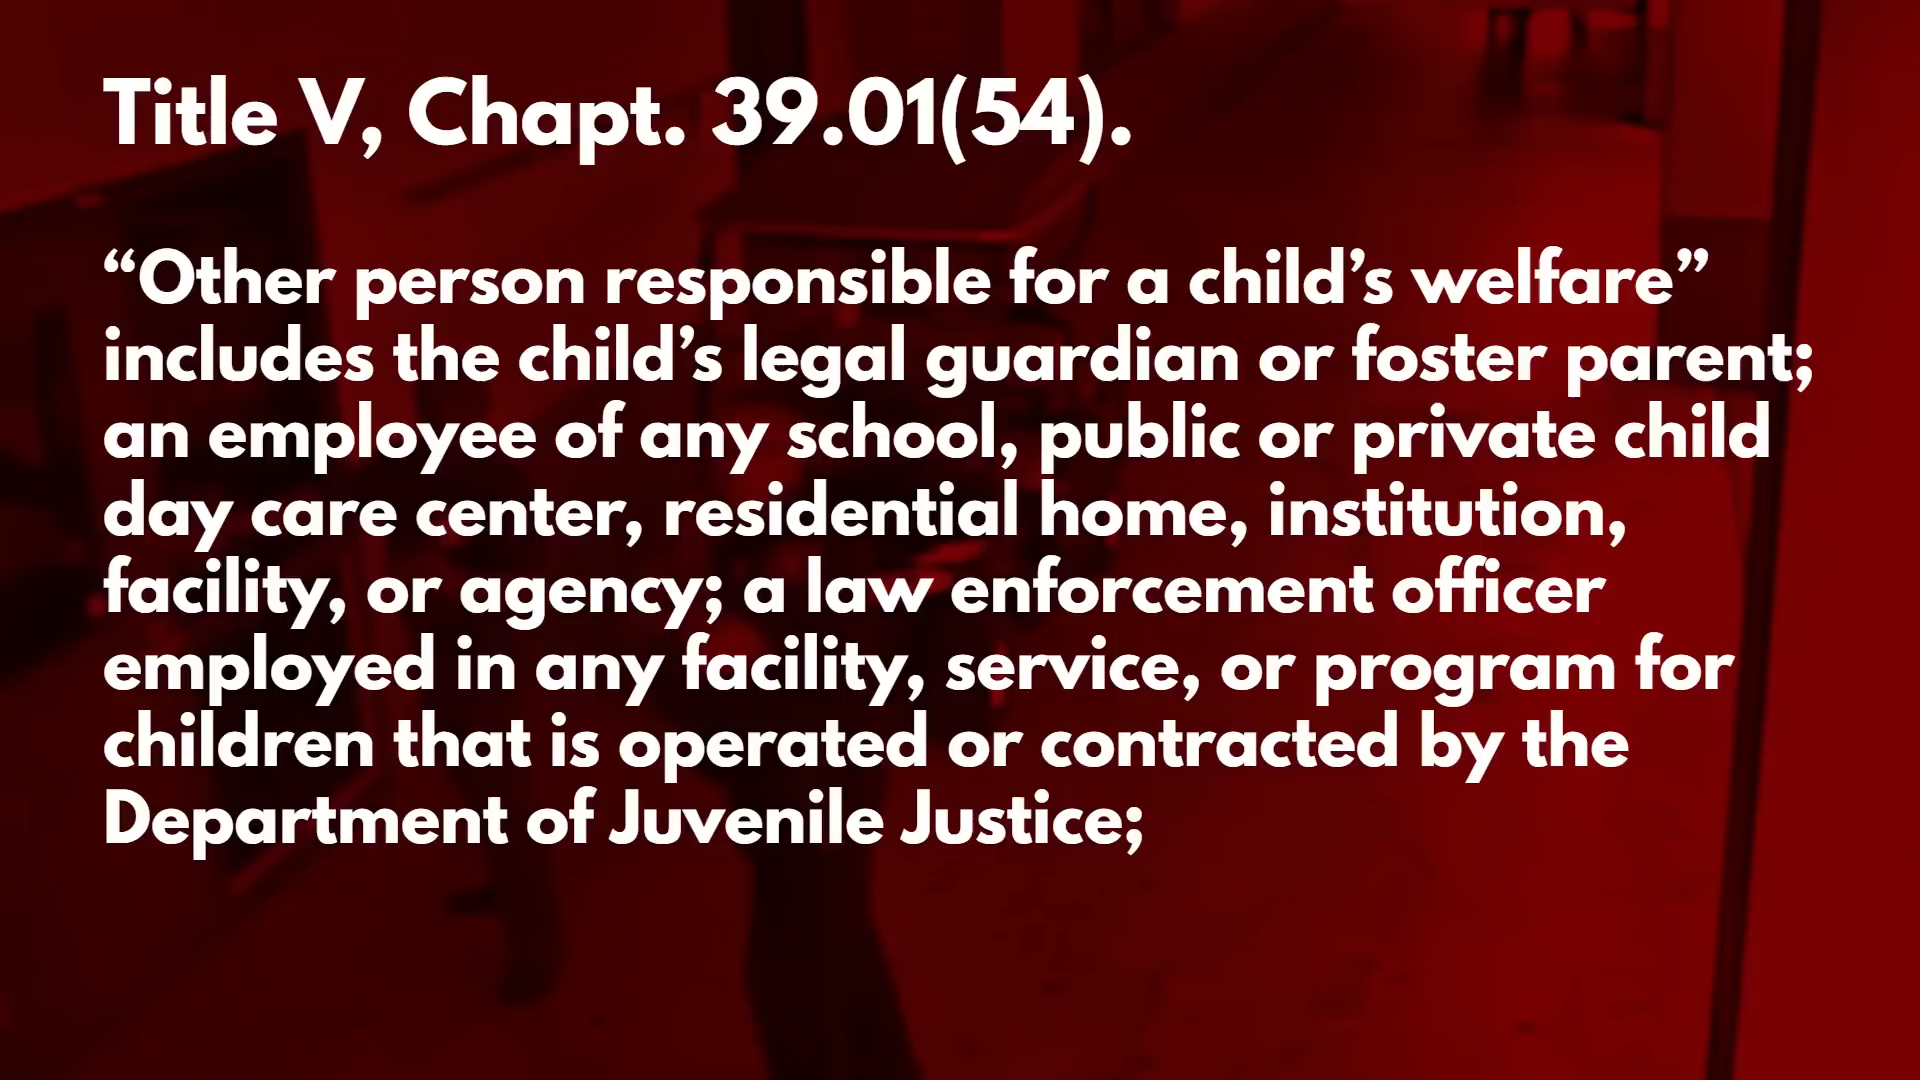 Title V, Chapt. 39.01(54).
“Other person responsible for a child’s welfare”
includes the child’s legal guardian or foster parent;
an employee of any school, public or private child
day care center, residential home, institution,
facility, or agency; a law enforcement officer
employed in any facility, service, or program for
children that is operated or contracted by the
Department of Juvenile Justice;